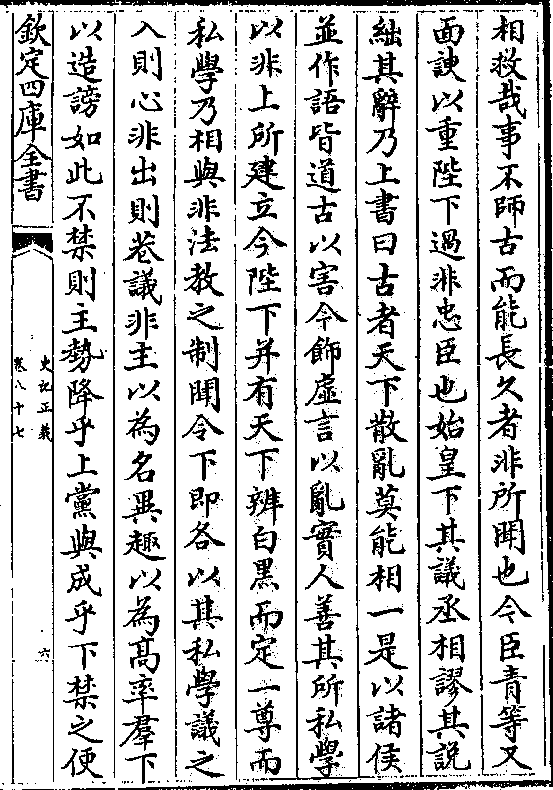 相救哉事不師古而能長久者非所聞也今臣青等又
面諛以重陛下過非忠臣也始皇下其議丞相謬其說
絀其辭乃上書曰古者天下散亂莫能相一是以諸侯
並作語皆道古以害今飾虛言以亂實人善其所私學
以非上所建立今陛下并有天下辨白黒而定一尊而
私學乃相與非法教之制聞令下即各以其私學議之
入則心非出則巷議非主以為名異趣以為髙率羣下
以造謗如此不禁則主勢降乎上黨與成乎下禁之便
欽定四庫全書
史記正義
卷八十七
六